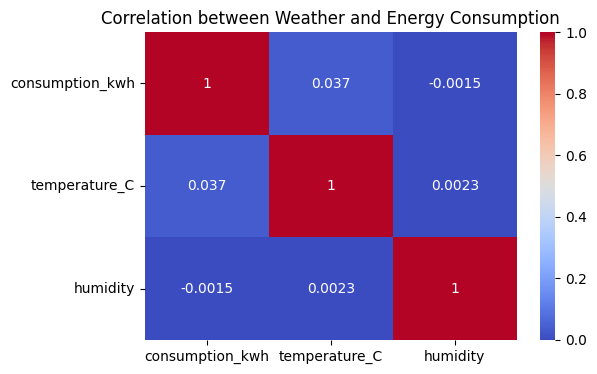 Correlation between Weather and Energy Consumption
consumption_kwh 1 0.037 -0.0015
temperature_C 0.037 1 0.0023
humidity -0.0015 0.0023 1
consumption_kwh temperature_C humidity
1.0
0.8
0.6
0.4
0.2
0.0